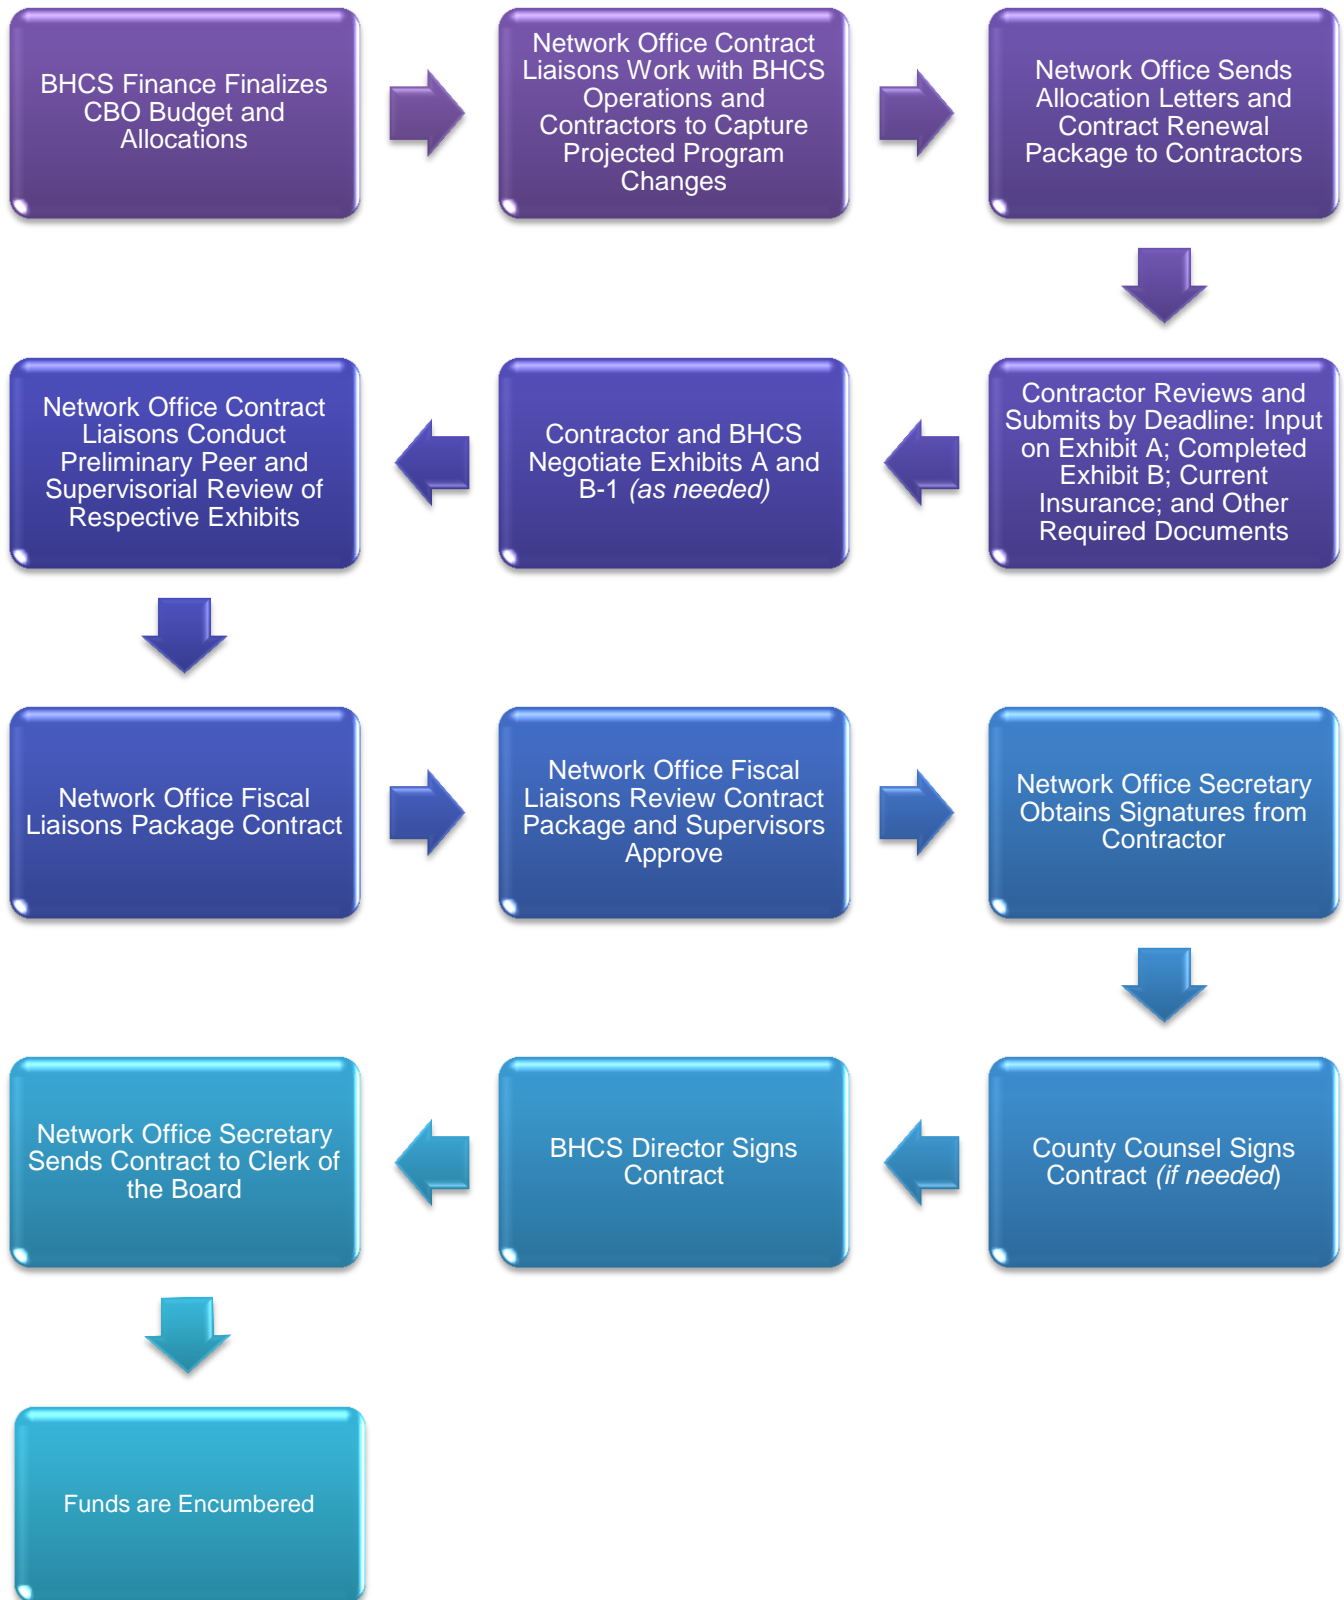 BHCS Finance Finalizes
CBO Budget and
Allocations
Network Office Contract
Liaisons Work with BHCS
Operations and
Contractors to Capture
Projected Program
Changes
Network Office Sends
Allocation Letters and
Contract Renewal
Package to Contractors
Contractor Reviews and
Submits by Deadline: Input
on Exhibit A; Completed
Exhibit B; Current
Insurance; and Other
Required Documents
Contractor and BHCS
Negotiate Exhibits A and
B-1 (as needed)
Network Office Contract
Liaisons Conduct
Preliminary Peer and
Supervisorial Review of
Respective Exhibits
Network Office Fiscal
Liaisons Package Contract
Network Office Fiscal
Liaisons Review Contract
Package and Supervisors
Approve
Network Office Secretary
Obtains Signatures from
Contractor
County Counsel Signs
Contract (if needed)
BHCS Director Signs
Contract
Network Office Secretary
Sends Contract to Clerk of
the Board
Funds are Encumbered